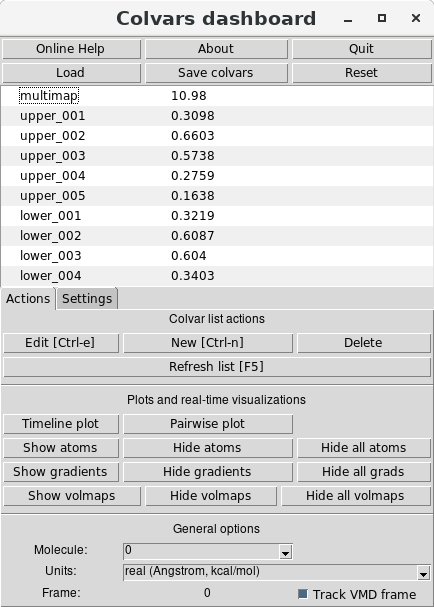 Colvars dashboard
Online Help About Quit
Load Save colvars Reset
multimap 10.98
upper_001 0.3098
upper_002 0.6603
upper_003 0.5738
upper_004 0.2759
upper_005 0.1638
lower_001 0.3219
lower_002 0.6087
lower_003 0.604
lower_004 0.3403
Actions Settings
Colvar list actions
Edit [Ctrl-e] New [Ctrl-n] Delete
Refresh list [F5]
Plots and real-time visualizations
Timeline plot Pairwise plot
Show atoms Hide atoms Hide all atoms
Show gradients Hide gradients Hide all grads
Show volmaps Hide volmaps Hide all volmaps
General options
Molecule: 0
Units: real (Angstrom, kcal/mol)
Frame: 0 Track VMD frame